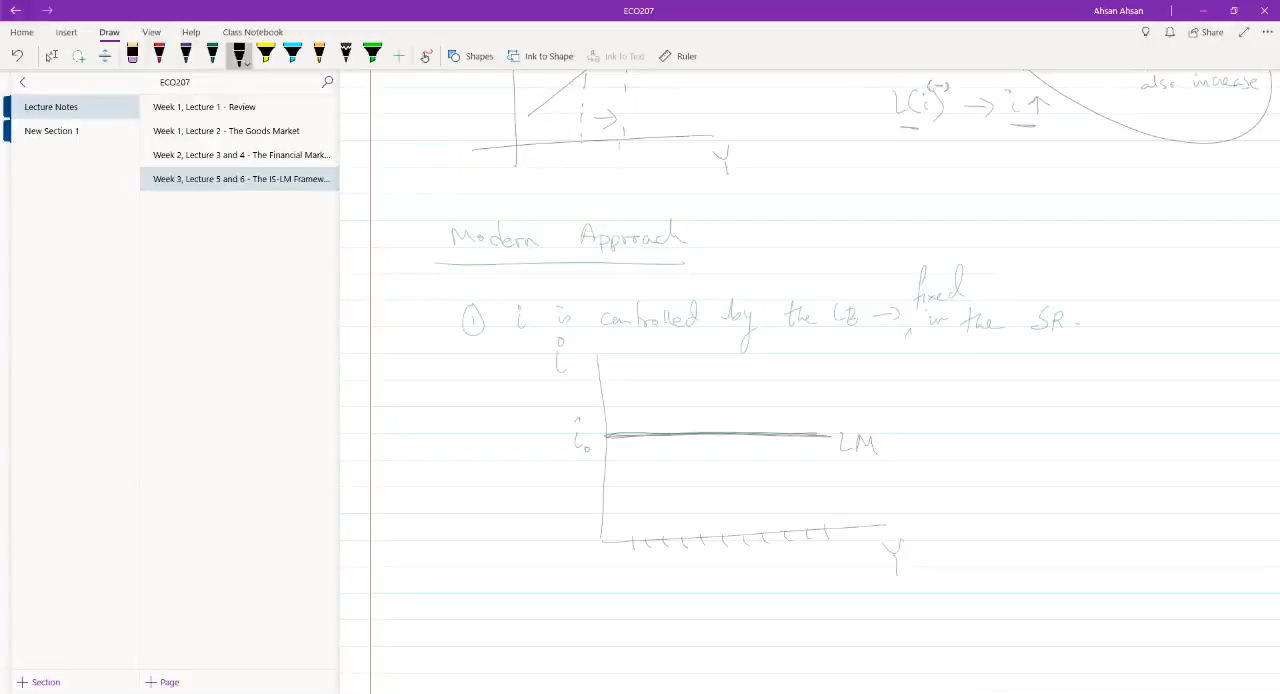 ECO207
Ahsan Ahsan
Home Insert Draw View Help Class Notebook
Share
Shapes Ink to Shape Ink to Text Ruler
ECO207
Lecture Notes
New Section 1
Week 1, Lecture 1 - Review
Week 1, Lecture 2 - The Goods Market
Week 2, Lecture 3 and 4 - The Financial Mark...
Week 3, Lecture 5 and 6 - The IS-LM Framew...
also increase
L(i)(-) → i ↑
Y
Modern Approach
① i is controlled by the CB → fixed in the SR.
i
i₀
LM
Y
+ Section
+ Page